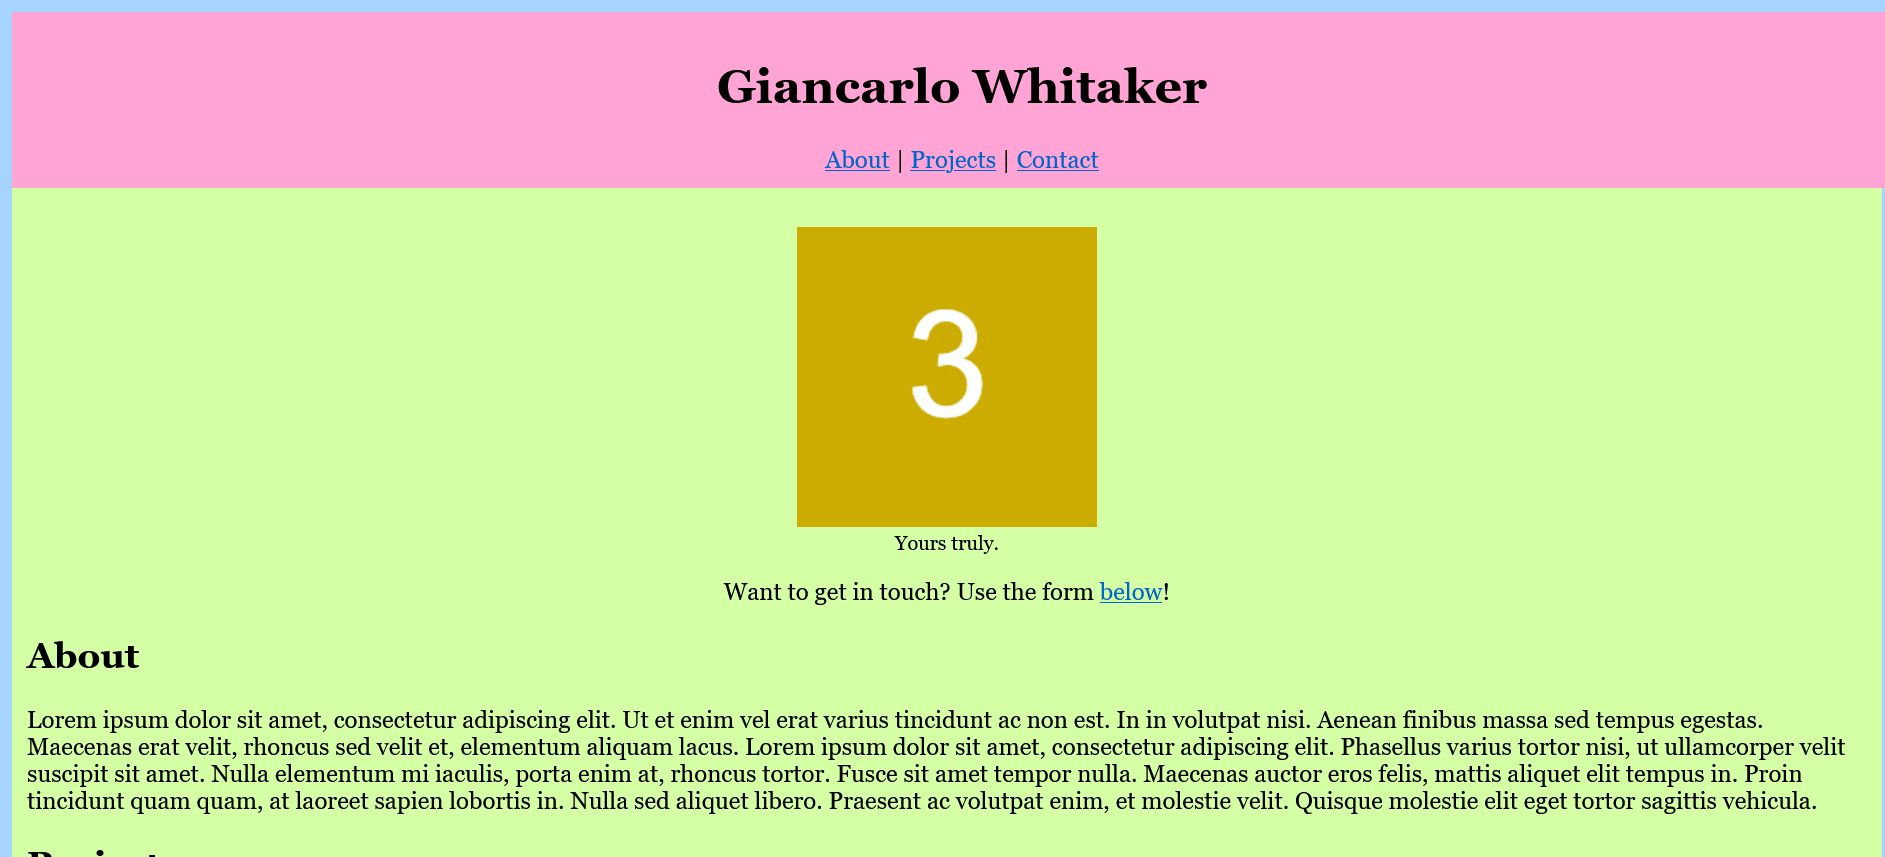 Giancarlo Whitaker
About | Projects | Contact
3
Yours truly.
Want to get in touch? Use the form below!
About
Lorem ipsum dolor sit amet, consectetur adipiscing elit. Ut et enim vel erat varius tincidunt ac non est. In in volutpat nisi. Aenean finibus massa sed tempus egestas.
Maecenas erat velit, rhoncus sed velit et, elementum aliquam lacus. Lorem ipsum dolor sit amet, consectetur adipiscing elit. Phasellus varius tortor nisi, ut ullamcorper velit
suscipit sit amet. Nulla elementum mi iaculis, porta enim at, rhoncus tortor. Fusce sit amet tempor nulla. Maecenas auctor eros felis, mattis aliquet elit tempus in. Proin
tincidunt quam quam, at laoreet sapien lobortis in. Nulla sed aliquet libero. Praesent ac volutpat enim, et molestie velit. Quisque molestie elit eget tortor sagittis vehicula.